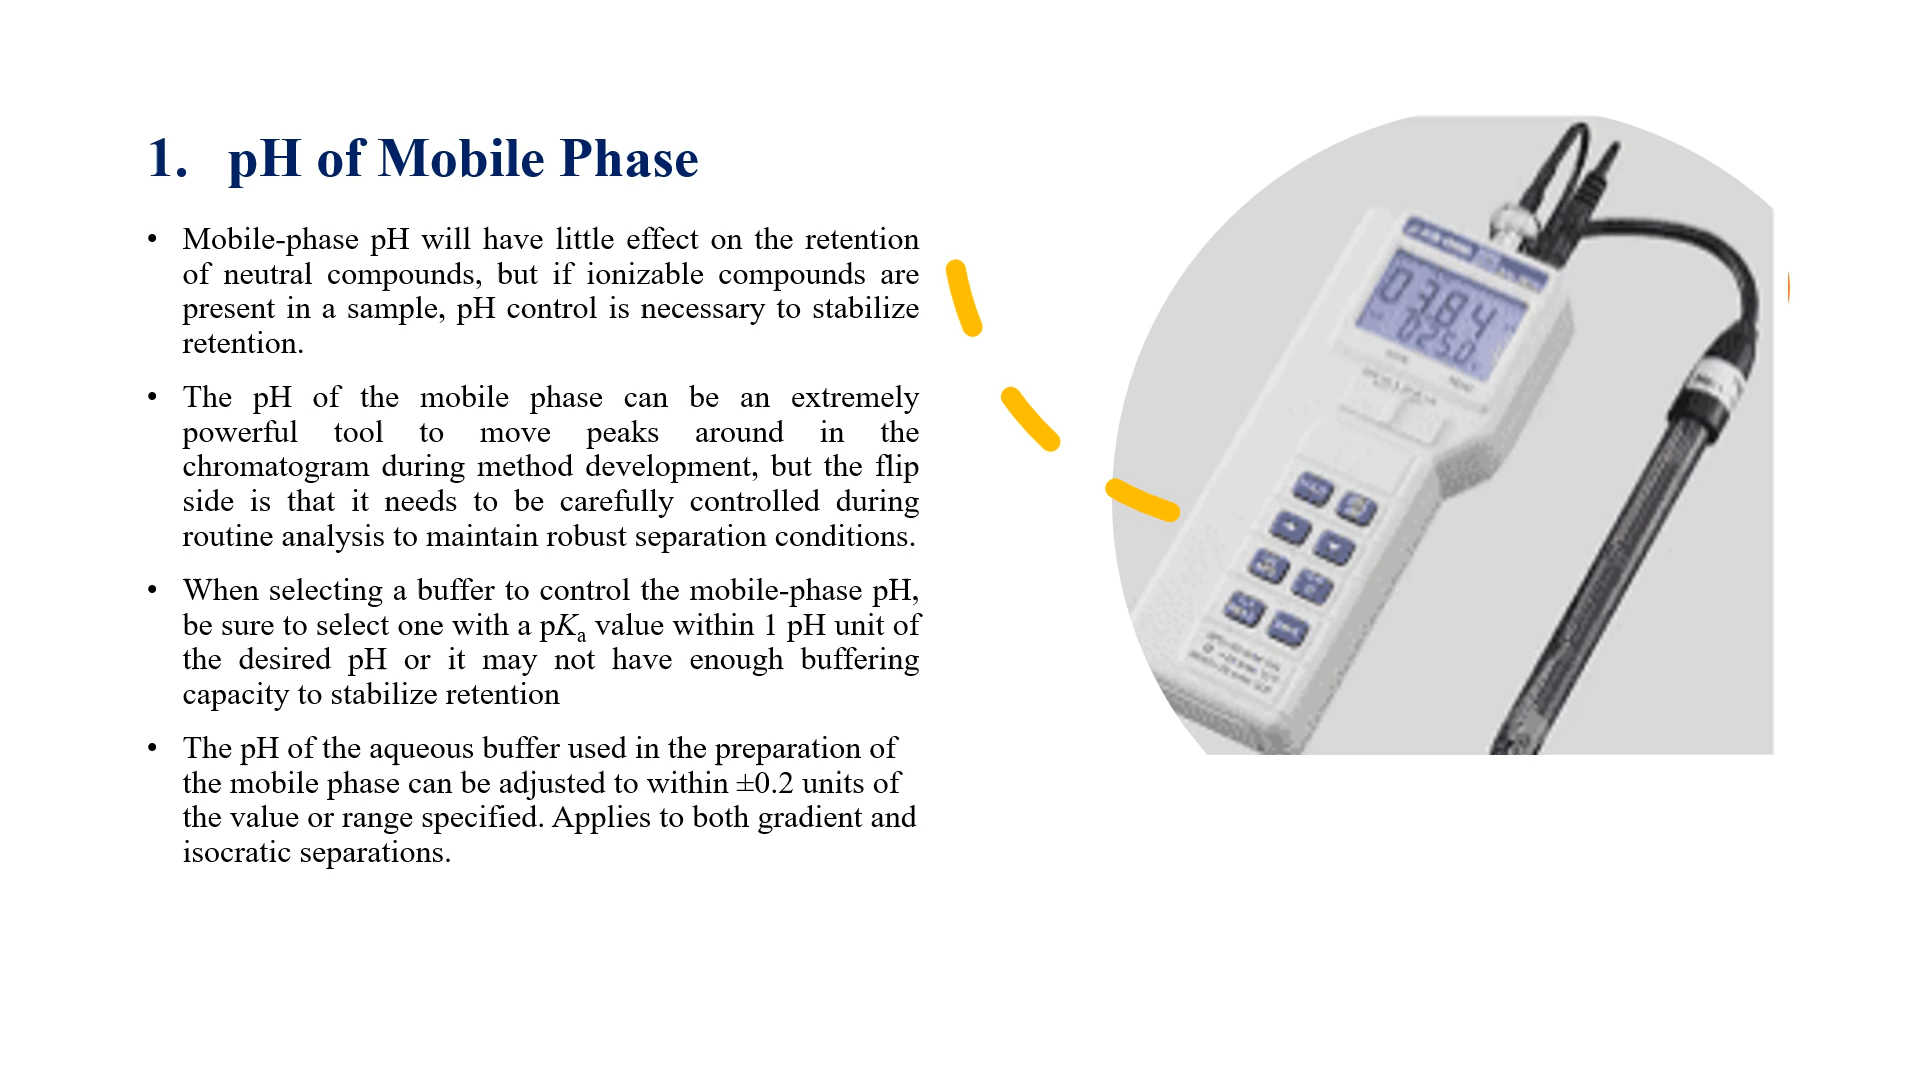 1. pH of Mobile Phase
• Mobile-phase pH will have little effect on the retention
of neutral compounds, but if ionizable compounds are
present in a sample, pH control is necessary to stabilize
retention.
• The pH of the mobile phase can be an extremely
powerful tool to move peaks around in the
chromatogram during method development, but the flip
side is that it needs to be carefully controlled during
routine analysis to maintain robust separation conditions.
• When selecting a buffer to control the mobile-phase pH,
be sure to select one with a pKa value within 1 pH unit of
the desired pH or it may not have enough buffering
capacity to stabilize retention
• The pH of the aqueous buffer used in the preparation of
the mobile phase can be adjusted to within ±0.2 units of
the value or range specified. Applies to both gradient and
isocratic separations.
0384
025.0